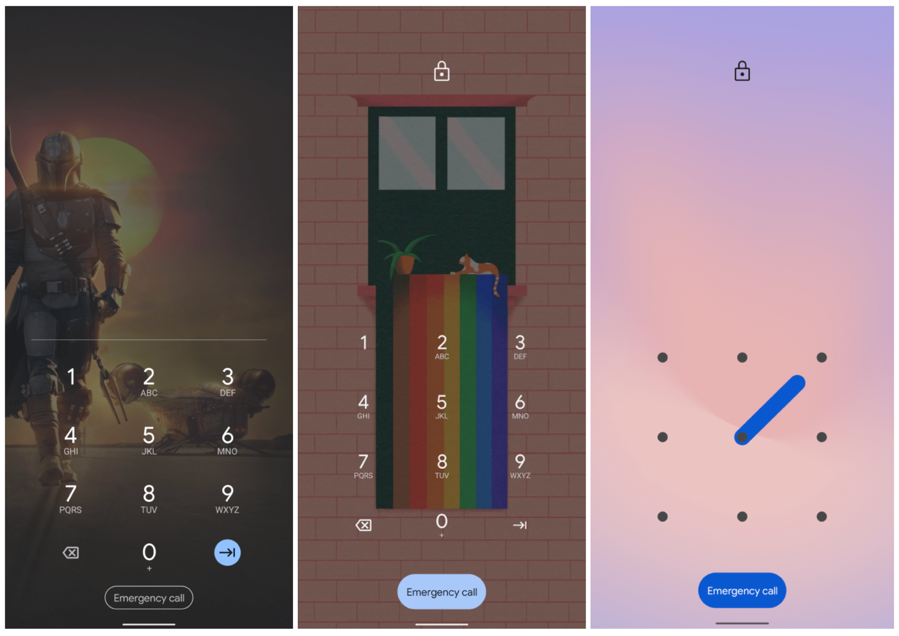 1
2
ABC
3
DEF
4
GHI
5
JKL
6
MNO
7
PQRS
8
TUV
9
WXYZ
0
+
Emergency call
1
2
ABC
3
DEF
4
GHI
5
JKL
6
MNO
7
PQRS
8
TUV
9
WXYZ
0
+
Emergency call
Emergency call